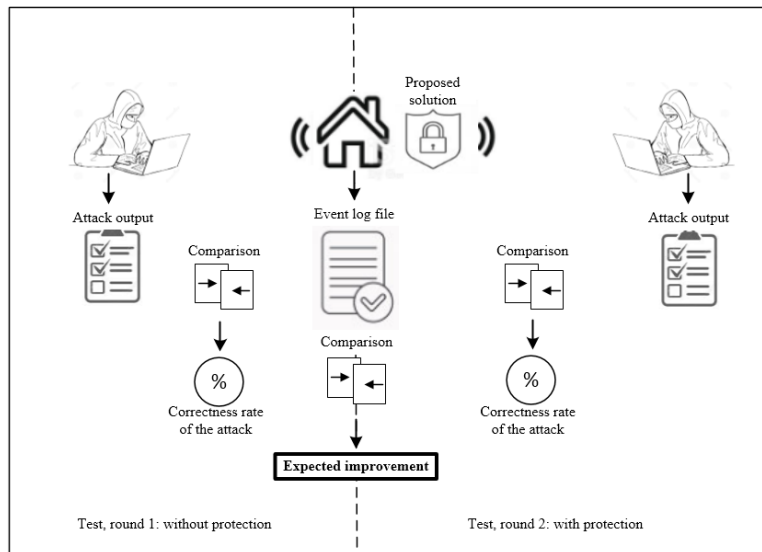 Proposed
solution
Attack output
Event log file
Attack output
Comparison
Comparison
Comparison
%
%
Correctness rate
of the attack
Correctness rate
of the attack
Expected improvement
Test, round 1: without protection
Test, round 2: with protection